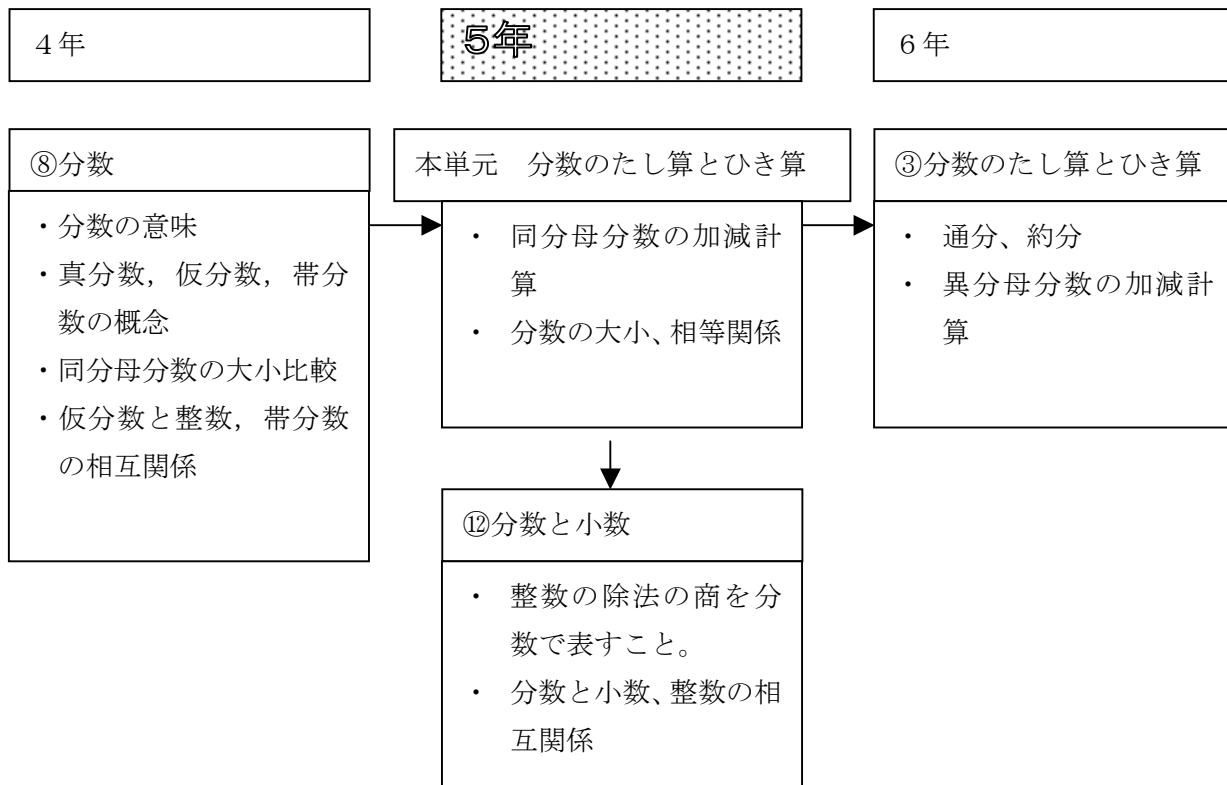 ４年
５年
６年
⑧分数
・分数の意味
・真分数，仮分数，帯分
数の概念
・同分母分数の大小比較
・仮分数と整数，帯分数
の相互関係
本単元　分数のたし算とひき算
・　同分母分数の加減計
算
・　分数の大小、相等関係
③分数のたし算とひき算
・　通分、約分
・　異分母分数の加減計
算
⑫分数と小数
・　整数の除法の商を分
数で表すこと。
・　分数と小数、整数の相
互関係